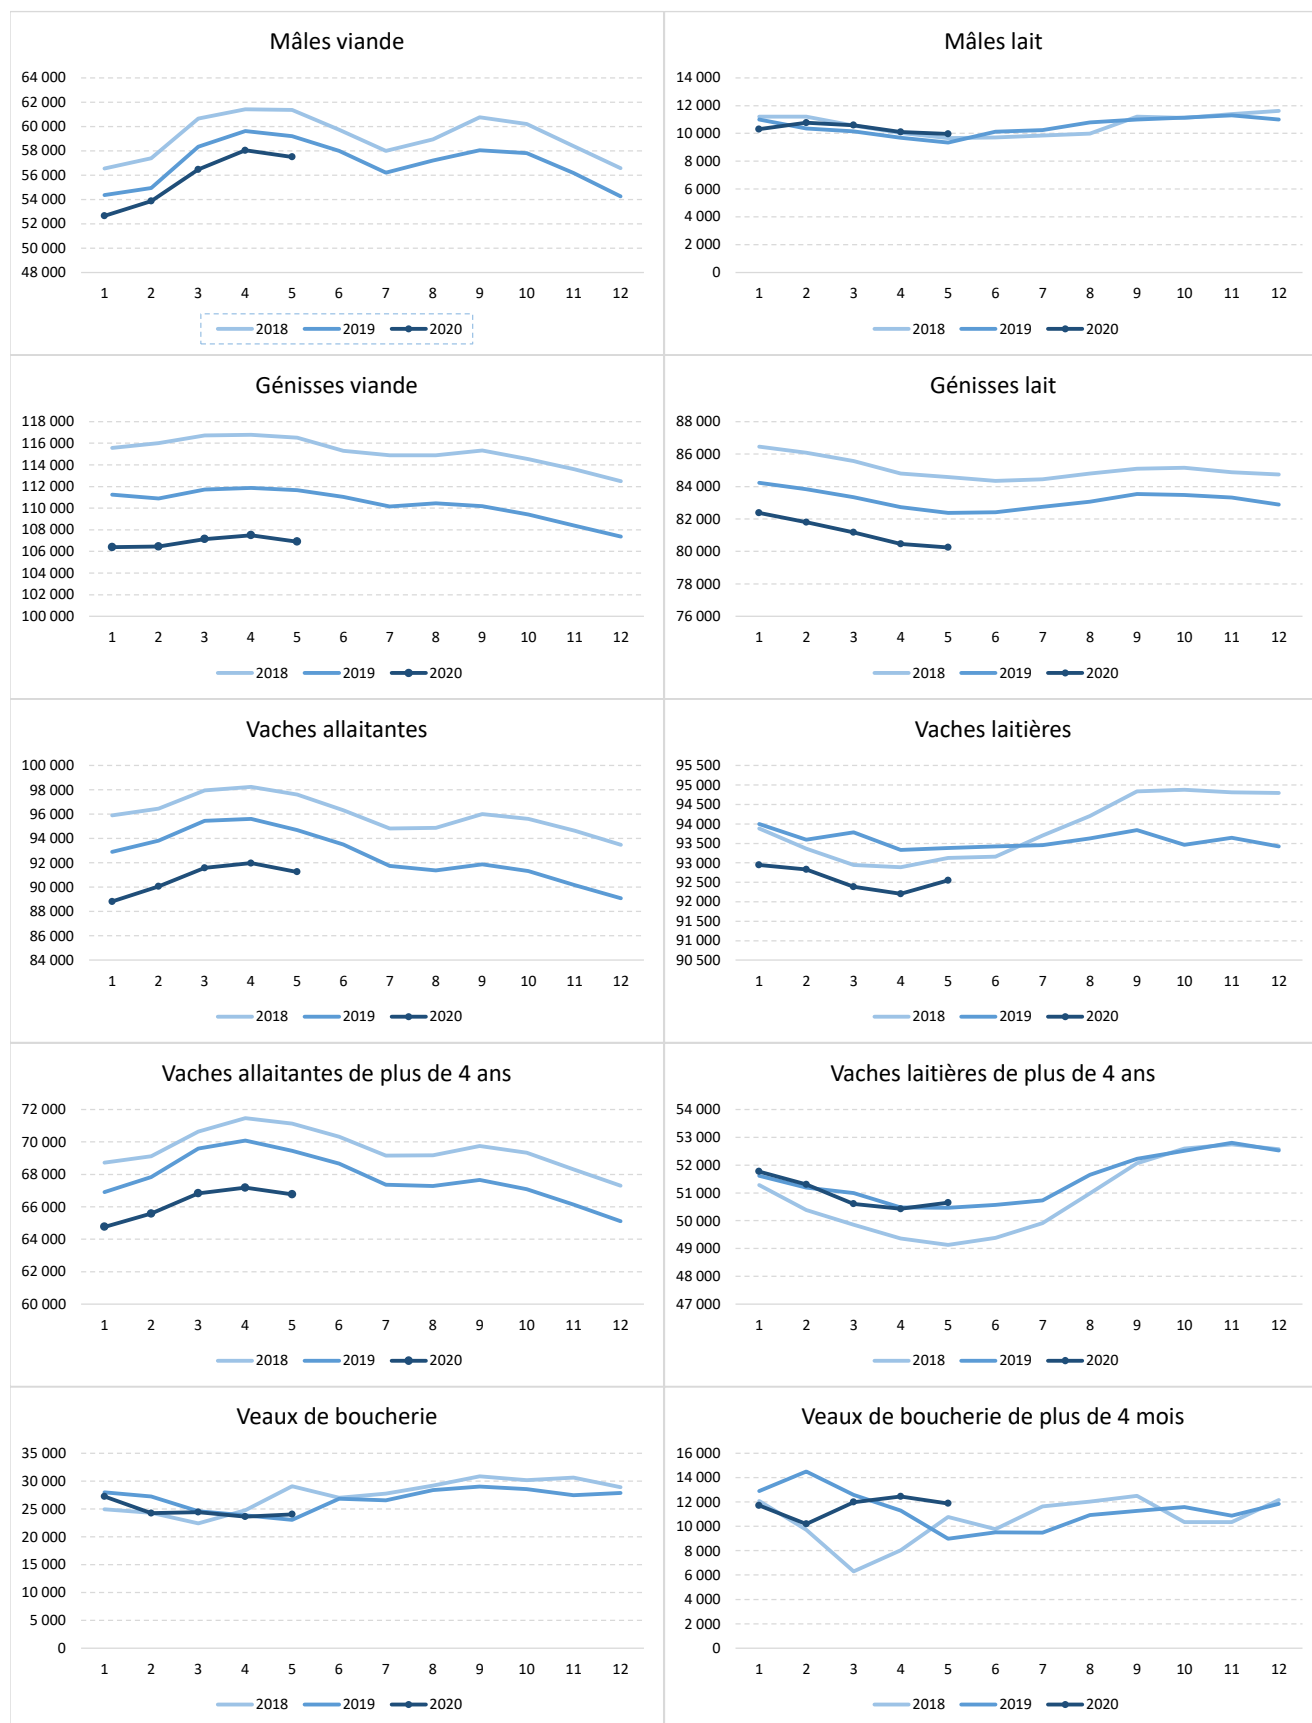 Mâles viande
64 000
62 000
60 000
58 000
56 000
54 000
52 000
50 000
48 000
1 2 3 4 5 6 7 8 9 10 11 12
2018 2019 2020
Mâles lait
14 000
12 000
10 000
8 000
6 000
4 000
2 000
0
1 2 3 4 5 6 7 8 9 10 11 12
2018 2019 2020
Génisses viande
118 000
116 000
114 000
112 000
110 000
108 000
106 000
104 000
102 000
100 000
1 2 3 4 5 6 7 8 9 10 11 12
2018 2019 2020
Génisses lait
88 000
86 000
84 000
82 000
80 000
78 000
76 000
1 2 3 4 5 6 7 8 9 10 11 12
2018 2019 2020
Vaches allaitantes
100 000
98 000
96 000
94 000
92 000
90 000
88 000
86 000
84 000
1 2 3 4 5 6 7 8 9 10 11 12
2018 2019 2020
Vaches laitières
95 500
95 000
94 500
94 000
93 500
93 000
92 500
92 000
91 500
91 000
90 500
1 2 3 4 5 6 7 8 9 10 11 12
2018 2019 2020
Vaches allaitantes de plus de 4 ans
72 000
70 000
68 000
66 000
64 000
62 000
60 000
1 2 3 4 5 6 7 8 9 10 11 12
2018 2019 2020
Vaches laitières de plus de 4 ans
54 000
53 000
52 000
51 000
50 000
49 000
48 000
47 000
1 2 3 4 5 6 7 8 9 10 11 12
2018 2019 2020
Veaux de boucherie
35 000
30 000
25 000
20 000
15 000
10 000
5 000
0
1 2 3 4 5 6 7 8 9 10 11 12
2018 2019 2020
Veaux de boucherie de plus de 4 mois
16 000
14 000
12 000
10 000
8 000
6 000
4 000
2 000
0
1 2 3 4 5 6 7 8 9 10 11 12
2018 2019 2020